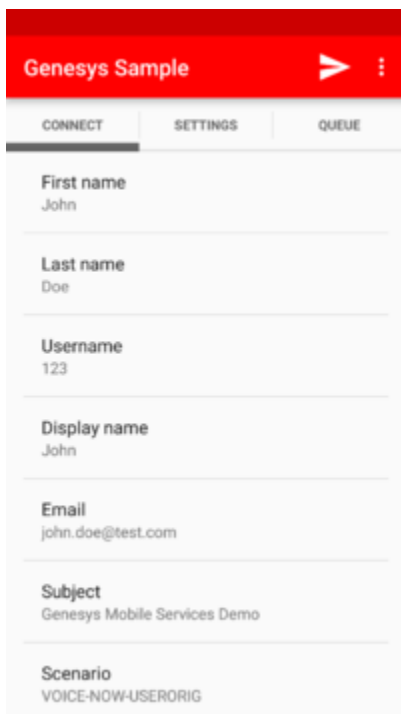 Genesys Sample
CONNECT SETTINGS QUEUE
First name
John
Last name
Doe
Username
123
Display name
John
Email
john.doe@test.com
Subject
Genesys Mobile Services Demo
Scenario
VOICE-NOW-USERORIG